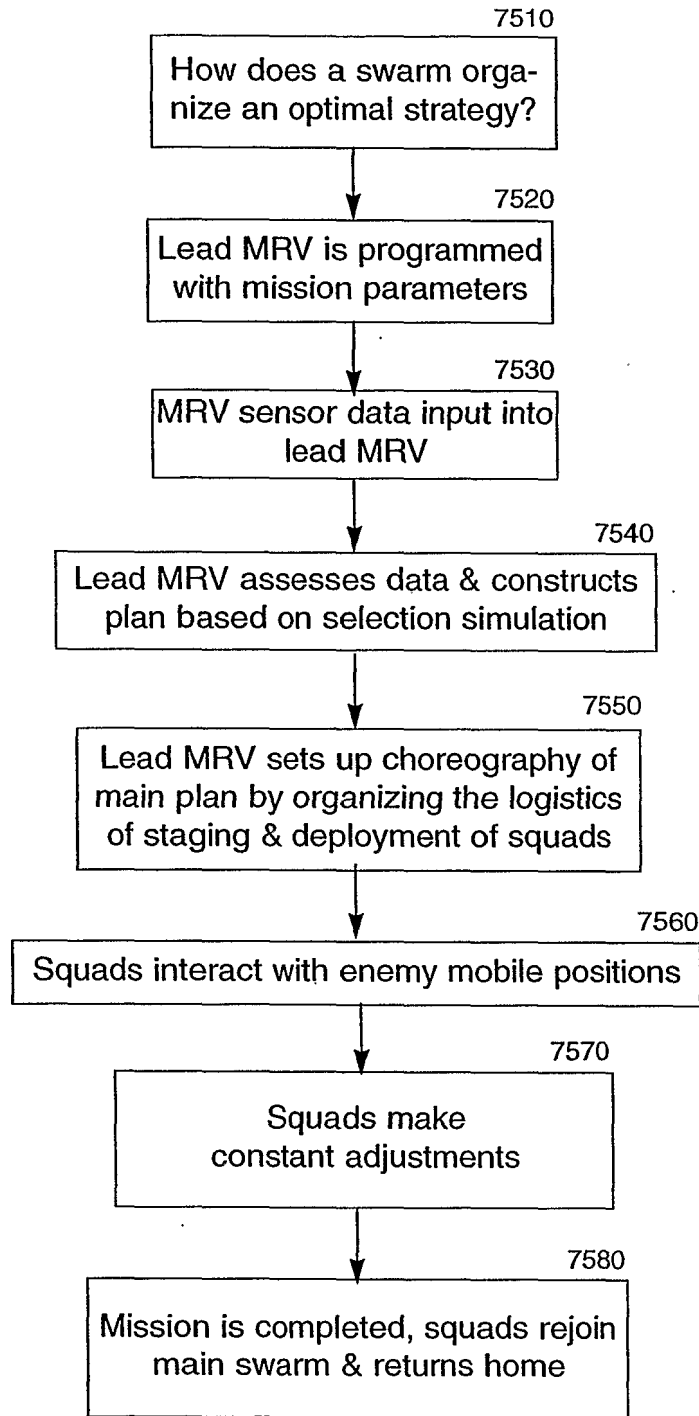 7510
How does a swarm orga-
nize an optimal strategy?
7520
Lead MRV is programmed
with mission parameters
7530
MRV sensor data input into
lead MRV
7540
Lead MRV assesses data & constructs
plan based on selection simulation
7550
Lead MRV sets up choreography of
main plan by organizing the logistics
of staging & deployment of squads
7560
Squads interact with enemy mobile positions
7570
Squads make
constant adjustments
7580
Mission is completed, squads rejoin
main swarm & returns home